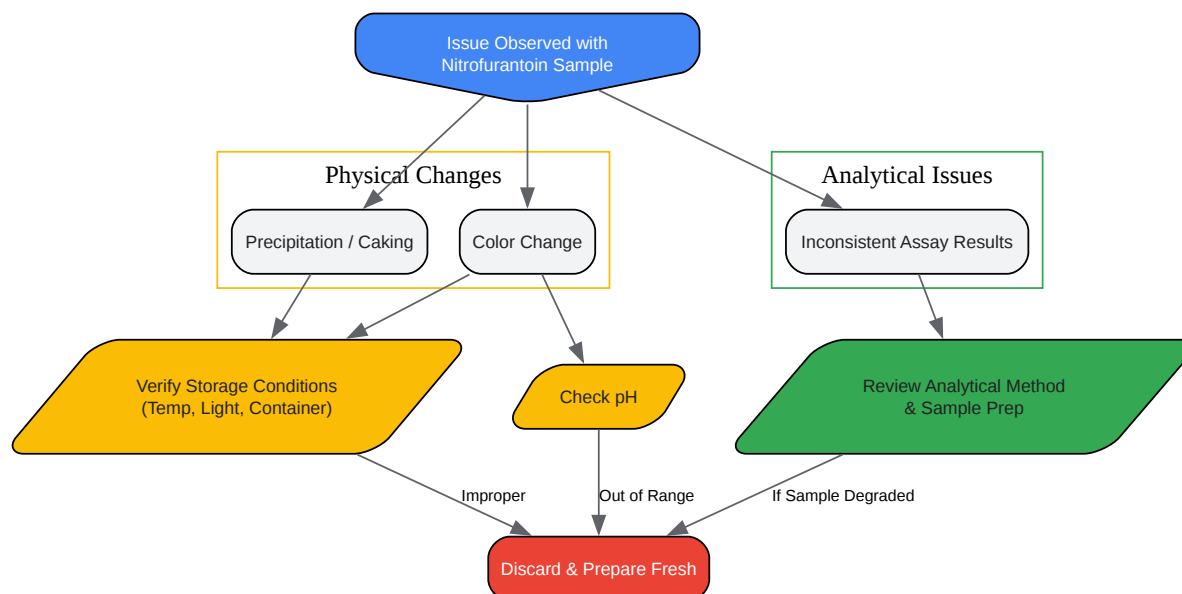 Issue Observed with
Nitrofurantoin Sample
Physical Changes
Analytical Issues
Precipitation / Caking
Color Change
Inconsistent Assay Results
Verify Storage Conditions
(Temp, Light, Container)
Check pH
Review Analytical Method
& Sample Prep
Improper
Out of Range
If Sample Degraded
Discard & Prepare Fresh